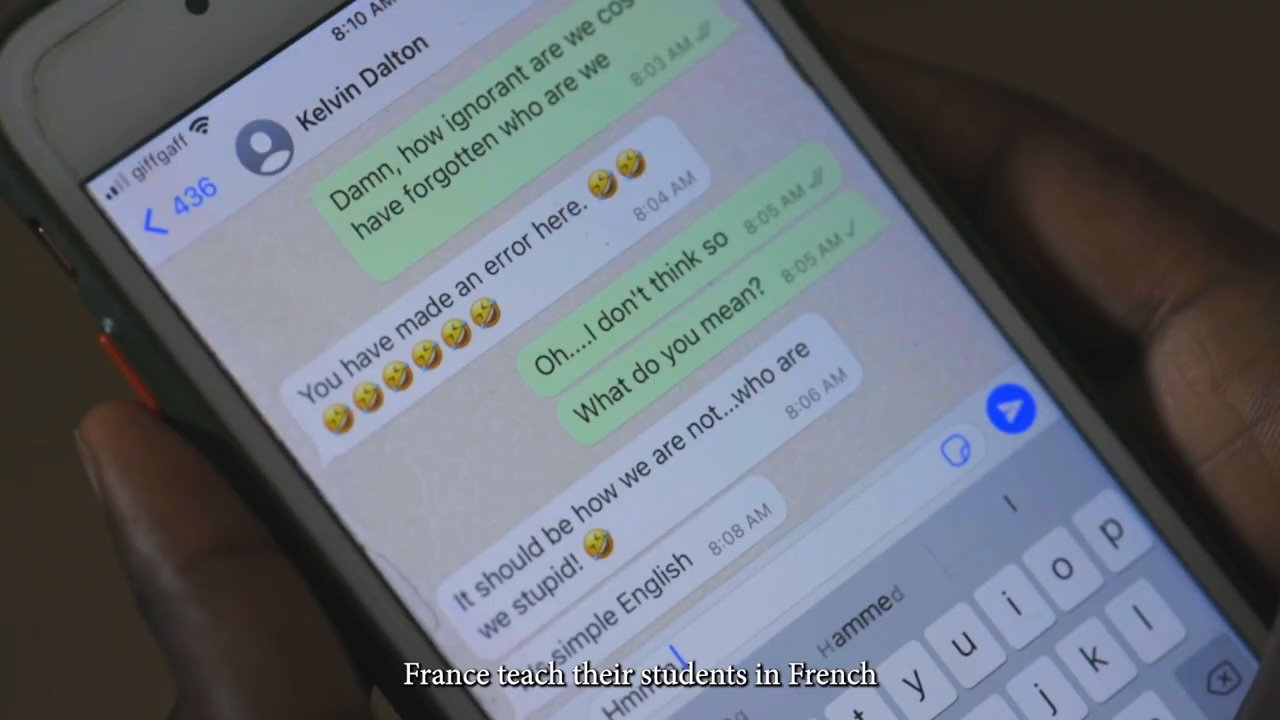 8:10 AM
giffgaff
436
Kelvin Dalton
Damn, how ignorant are we cos
have forgotten who are we
8:03 AM
You have made an error here. 🤣🤣
🤣🤣🤣🤣🤣🤣
8:04 AM
Oh....I don't think so
8:05 AM
What do you mean?
8:05 AM
It should be how we are not...who are
we stupid! 🤣
8:06 AM
simple English
8:08 AM
Hammed
I
y u i o p
j k l
France teach their students in French